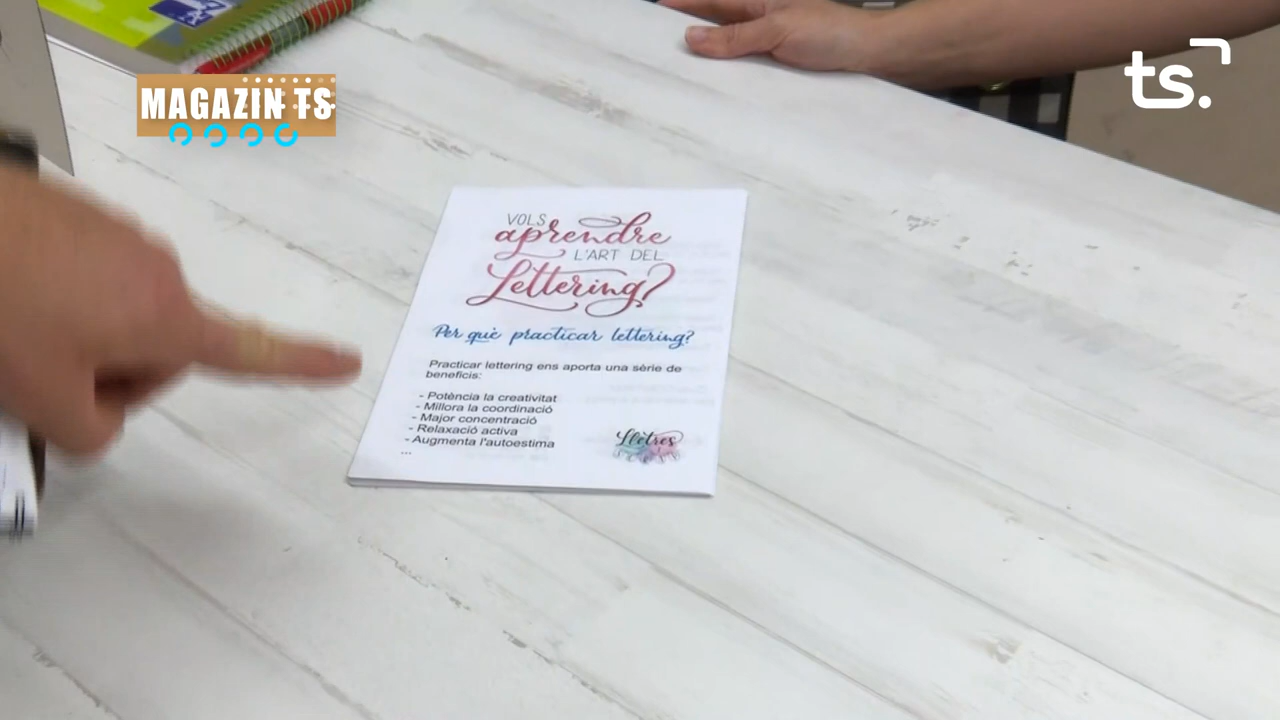 MAGAZIN TS
ts.
VOLS
aprendre
L'ART DEL
Lettering?
Per què practicar lettering?
Practicar lettering ens aporta una sèrie de
beneficis:
- Potència la creativitat
- Millora la coordinació
- Major concentració
- Relaxació activa
- Augmenta l'autoestima
...
Lletres